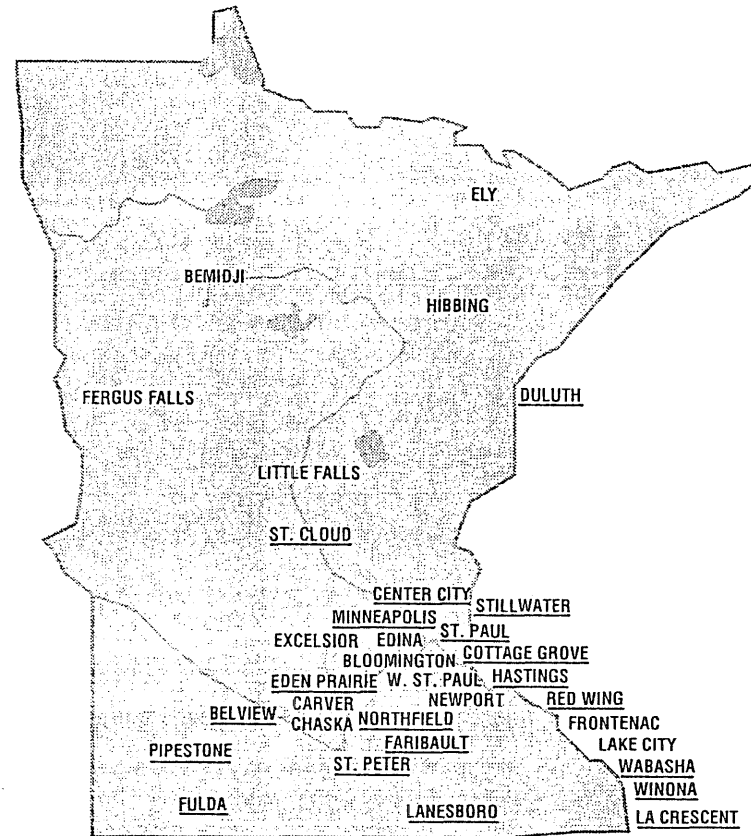 ELY
BEMIDJI
HIBBING
FERGUS FALLS
DULUTH
LITTLE FALLS
ST. CLOUD
CENTER CITY
STILLWATER
MINNEAPOLIS
ST. PAUL
EXCELSIOR EDINA
COTTAGE GROVE
BLOOMINGTON
EDEN PRAIRIE W. ST. PAUL HASTINGS
CARVER NEWPORT RED WING
BELVIEW CHASKA NORTHFIELD FRONTENAC
PIPESTONE FARIBAULT LAKE CITY
ST. PETER WABASHA
WINONA
FULDA LANESBORO LA CRESCENT